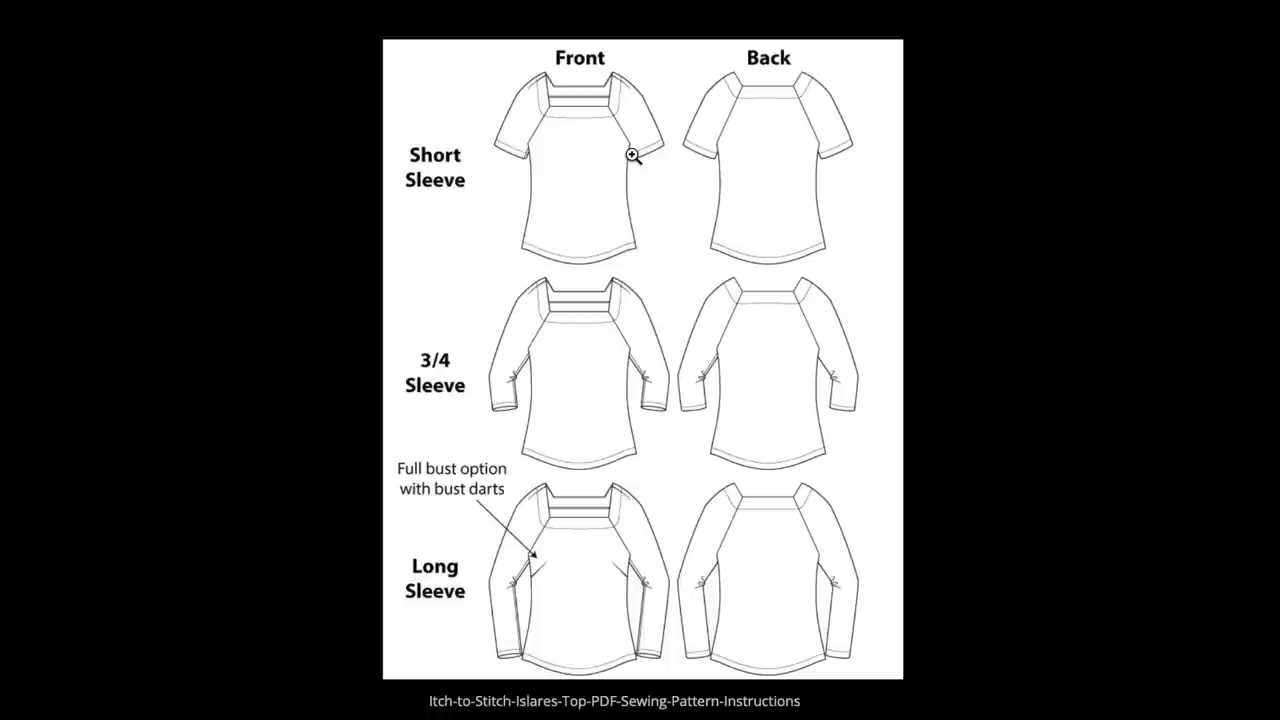 Front Back
Short
Sleeve
3/4
Sleeve
Full bust option
with bust darts
Long
Sleeve
Itch-to-Stitch-Islares-Top-PDF-Sewing-Pattern-Instructions